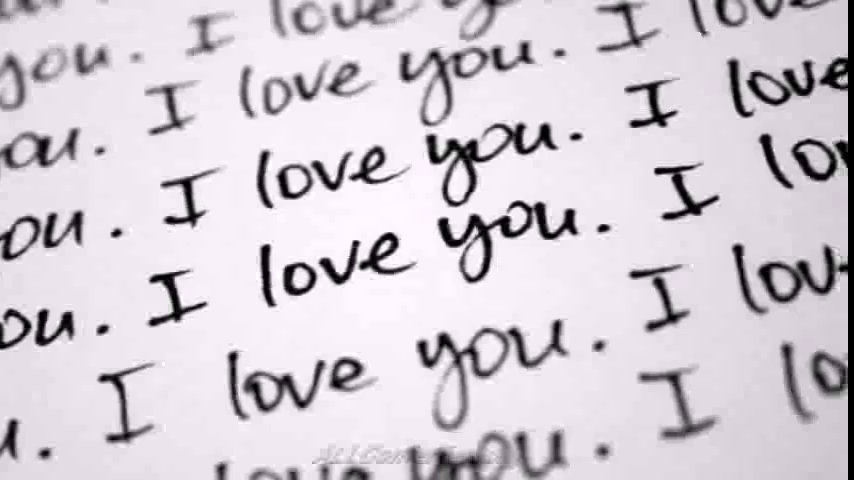 you. I love
you. I love you. I love
ou. I love you. I love
ou. I love you. I lov
ou. I love you. I lov
u. I love you. I lo
love you. I lo